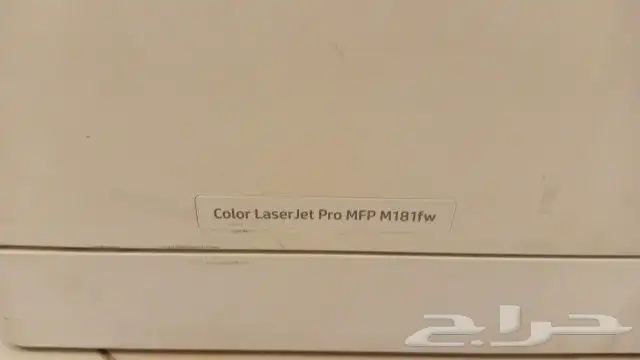 Color LaserJet Pro MFP M181fw
حراج